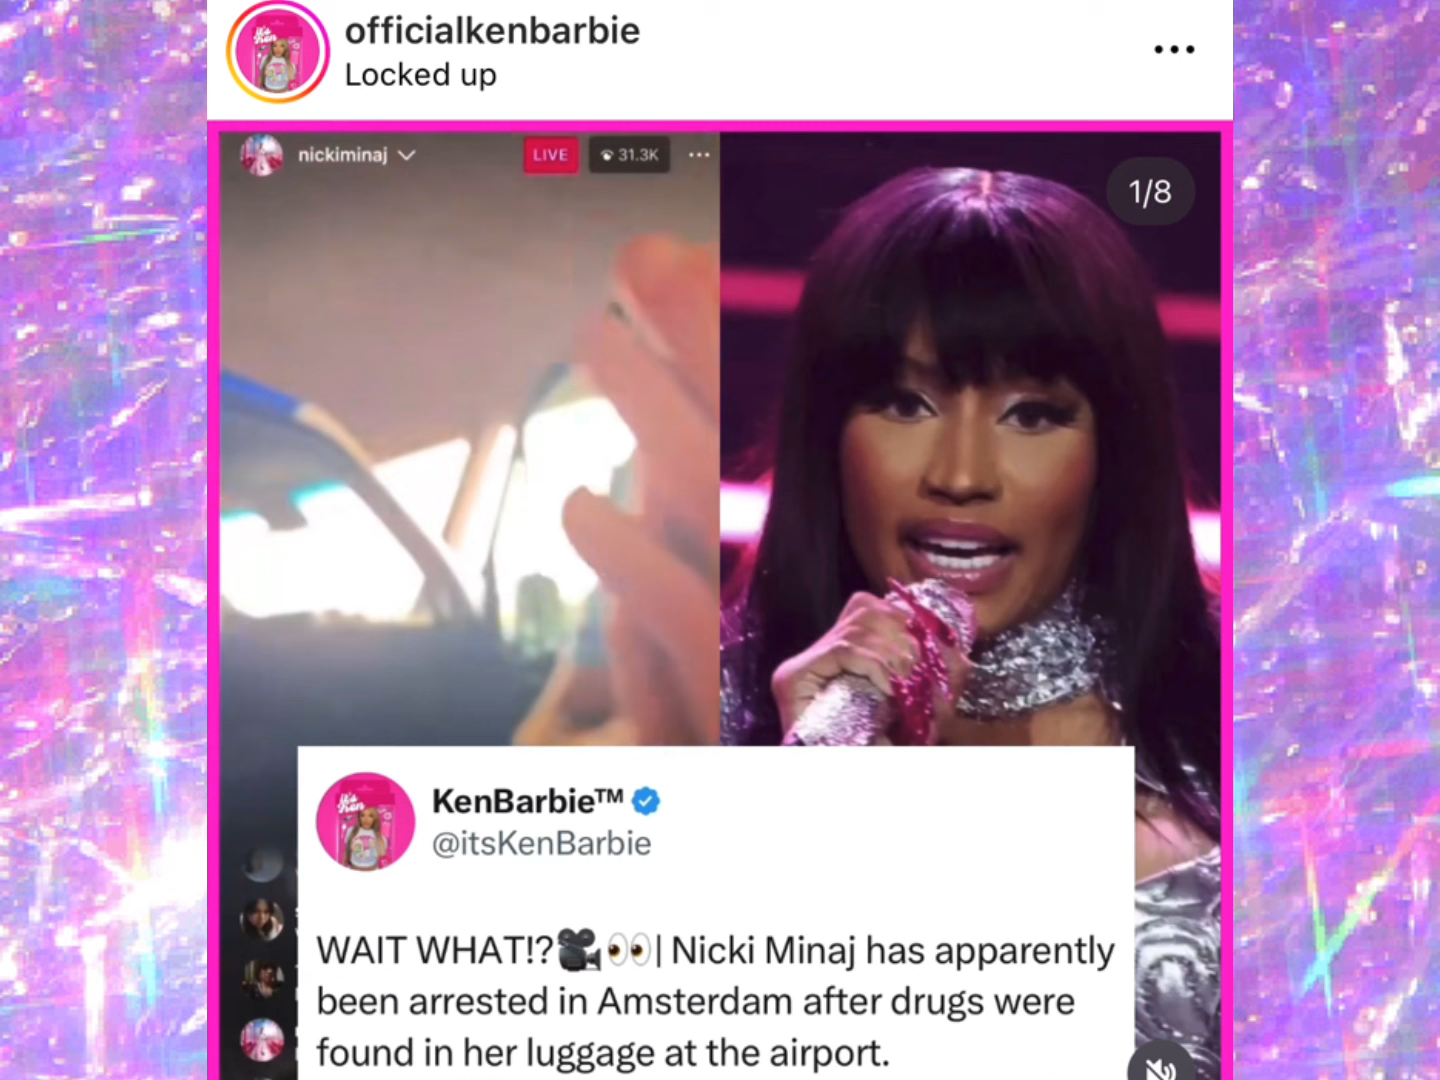 officialkenbarbie
Locked up
nickiminaj
LIVE
31.3K
1/8
KenBarbie™
@itsKenBarbie
WAIT WHAT!?🎥👀| Nicki Minaj has apparently
been arrested in Amsterdam after drugs were
found in her luggage at the airport.